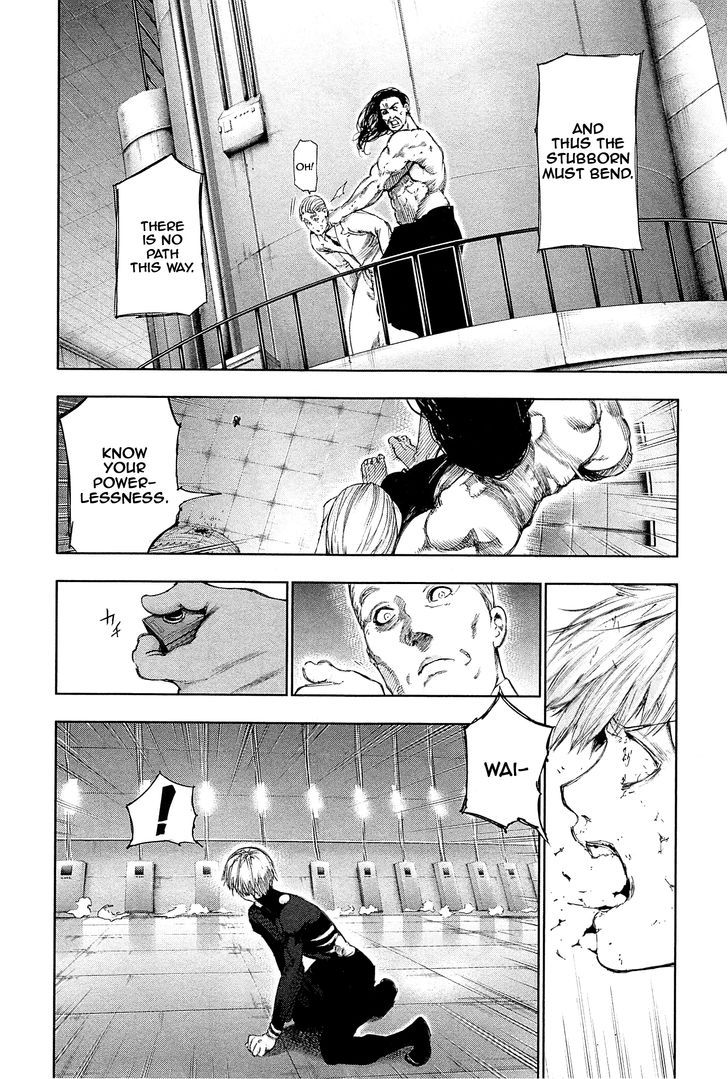 AND
THUS THE
STUBBORN
MUST BEND.
OH!
THERE
IS NO
PATH
THIS WAY.
KNOW
YOUR
POWER-
LESSNESS.
WAI-
カチ
!